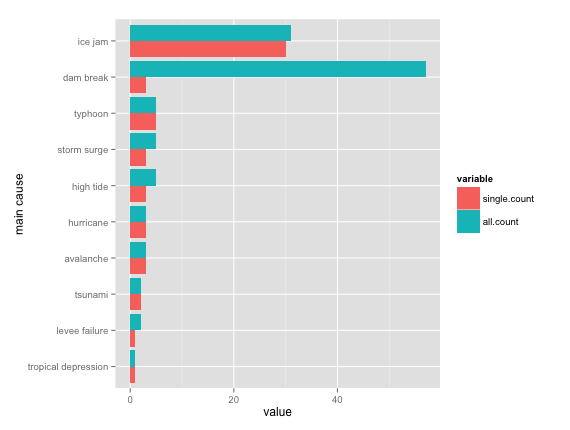 ice jam
dam break
typhoon
storm surge
high tide
hurricane
avalanche
tsunami
levee failure
tropical depression
main cause
0 20 40
value
variable
single.count
all.count